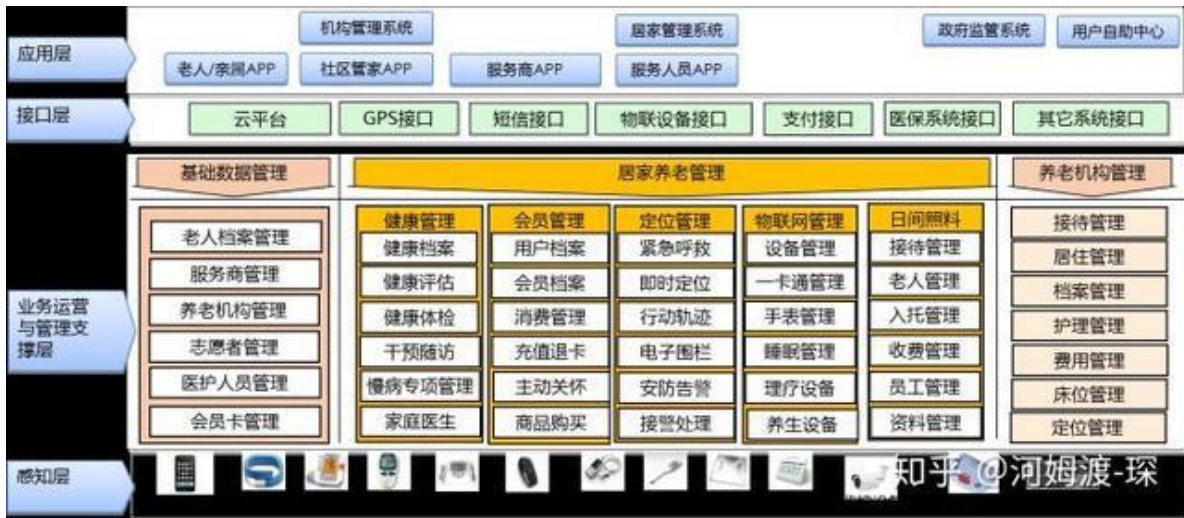 应用层
机构管理系统
居家管理系统
政府监管系统
用户自助中心
老人/亲属APP
社区管家APP
服务商APP
服务人员APP
接口层
云平台
GPS接口
短信接口
物联设备接口
支付接口
医保系统接口
其它系统接口
业务运营
与管理支
撑层
基础数据管理
老人档案管理
服务商管理
养老机构管理
志愿者管理
医护人员管理
会员卡管理
居家养老管理
健康管理
健康档案
健康评估
健康体检
干预随访
慢病专项管理
家庭医生
会员管理
用户档案
会员档案
消费管理
充值退卡
主动关怀
商品购买
定位管理
紧急呼救
即时定位
行动轨迹
电子围栏
安防告警
接警处理
物联网管理
设备管理
一卡通管理
手表管理
睡眠管理
理疗设备
养生设备
日间照料
接待管理
老人管理
入托管理
收费管理
员工管理
资料管理
养老机构管理
接待管理
居住管理
档案管理
护理管理
费用管理
床位管理
定位管理
感知层
知乎 @河姆渡-琛